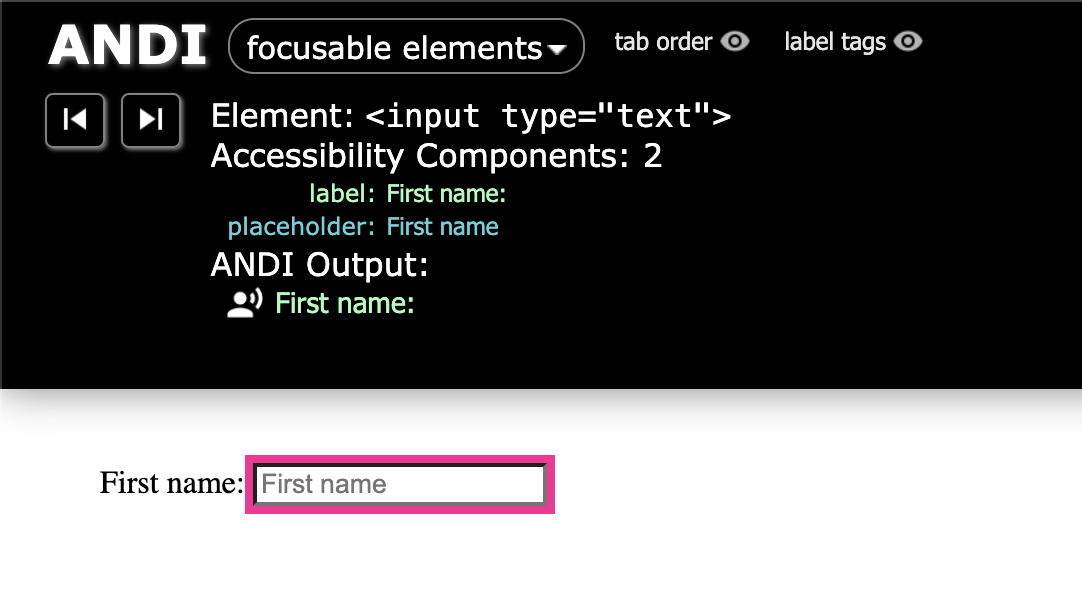 ANDI focusable elements tab order label tags
Element: <input type="text">
Accessibility Components: 2
label: First name:
placeholder: First name
ANDI Output:
First name:
First name: First name